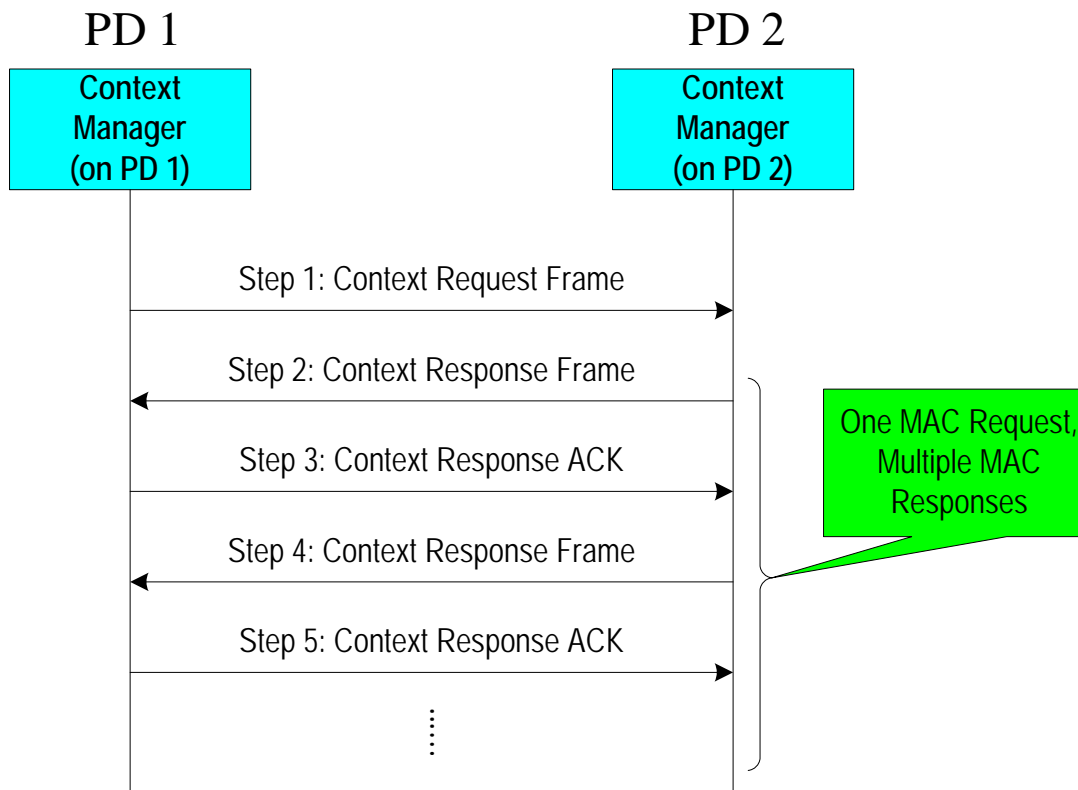 PD 1
PD 2
Context
Manager
(on PD 1)
Context
Manager
(on PD 2)
Step 1: Context Request Frame
Step 2: Context Response Frame
Step 3: Context Response ACK
Step 4: Context Response Frame
Step 5: Context Response ACK
One MAC Request,
Multiple MAC
Responses